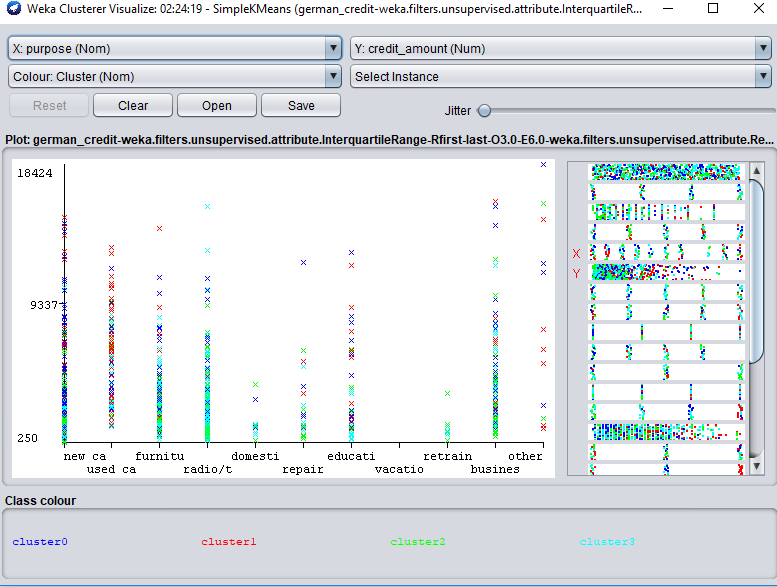 Weka Clusterer Visualize: 02:24:19 - SimpleKMeans (german_credit-weka.filters.unsupervised.attribute.InterquartileR...
X: purpose (Nom) Y: credit_amount (Num)
Colour: Cluster (Nom) Select Instance
Reset Clear Open Save Jitter
Plot: german_credit-weka.filters.unsupervised.attribute.InterquartileRange-Rfirst-last-O3.0-E6.0-weka.filters.unsupervised.attribute.Re...
18424
X
Y
9337
250
new ca furnitu domesti educati retrain other
used ca radio/t repair vacatio busines
Class colour
cluster0 cluster1 cluster2 cluster3